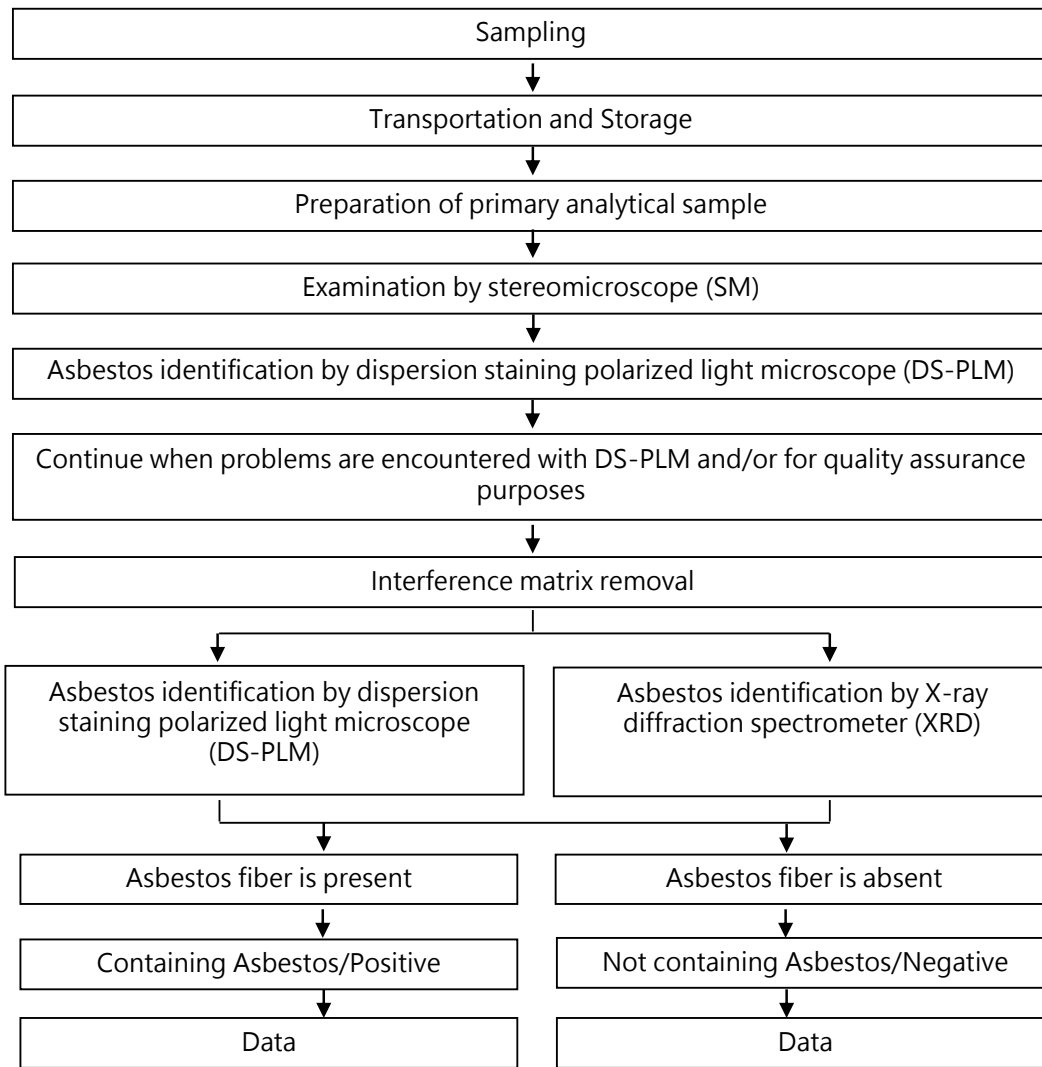 Sampling
Transportation and Storage
Preparation of primary analytical sample
Examination by stereomicroscope (SM)
Asbestos identification by dispersion staining polarized light microscope (DS-PLM)
Continue when problems are encountered with DS-PLM and/or for quality assurance
purposes
Interference matrix removal
Asbestos identification by dispersion
staining polarized light microscope
(DS-PLM)
Asbestos identification by X-ray
diffraction spectrometer (XRD)
Asbestos fiber is present
Asbestos fiber is absent
Containing Asbestos/Positive
Not containing Asbestos/Negative
Data
Data